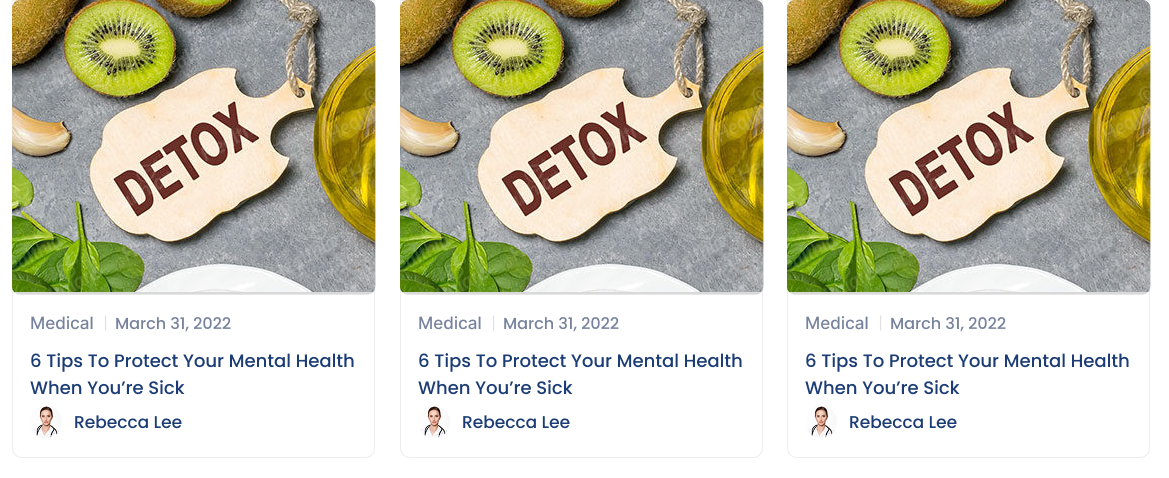 DETOX
DETOX
DETOX
Medical | March 31, 2022
Medical | March 31, 2022
Medical | March 31, 2022
6 Tips To Protect Your Mental Health
When You’re Sick
6 Tips To Protect Your Mental Health
When You’re Sick
6 Tips To Protect Your Mental Health
When You’re Sick
Rebecca Lee
Rebecca Lee
Rebecca Lee